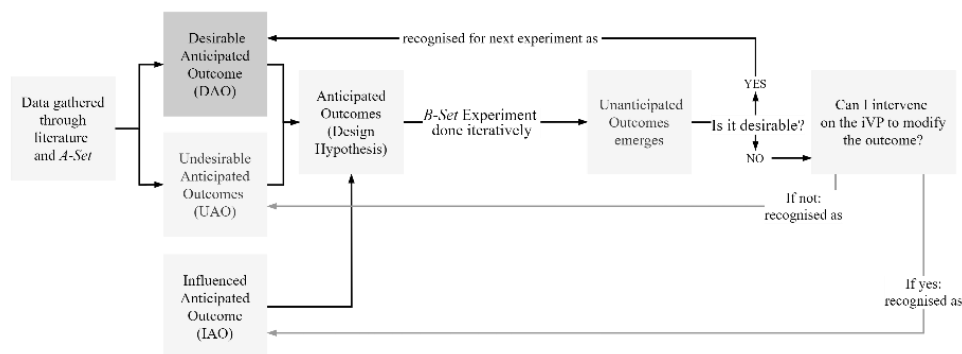 Data gathered
through
literature
and A-Set
Desirable
Anticipated
Outcome
(DAO)
Undesirable
Anticipated
Outcomes
(UAO)
Influenced
Anticipated
Outcome
(IAO)
Anticipated
Outcomes
(Design
Hypothesis)
B-Set Experiment
done iteratively
Unanticipated
Outcomes
emerges
recognised for next experiment as
YES
Is it desirable?
NO
Can I intervene
on the iVP to modify
the outcome?
If not:
recognised as
If yes:
recognised as